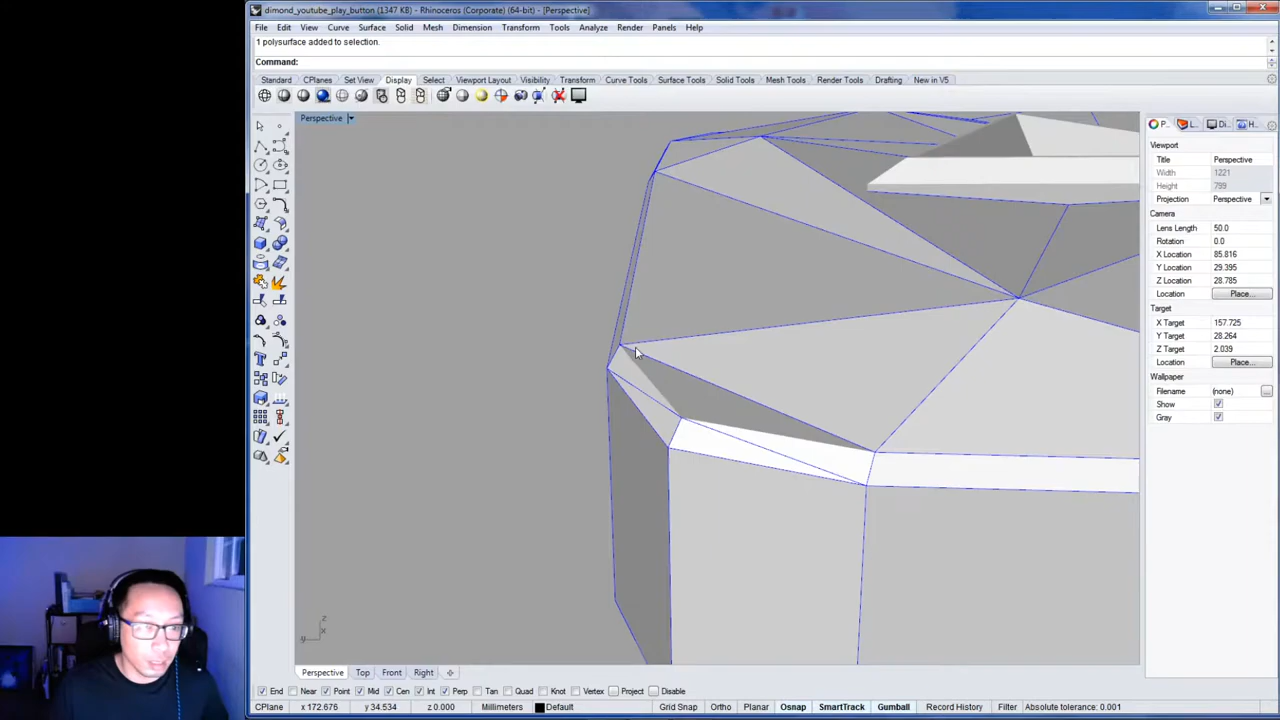 dimond_youtube_play_button (1347 KB) - Rhinoceros (Corporate) (64-bit) - [Perspective]
File Edit View Curve Surface Solid Mesh Dimension Transform Tools Analyze Render Panels Help
1 polysurface added to selection.
Command:
Standard CPlanes Set View Display Select Viewport Layout Visibility Transform Curve Tools Surface Tools Solid Tools Mesh Tools Render Tools Drafting New in V5
Perspective
P... L... Di... H...
Viewport
Title Perspective
Width 1221
Height 799
Projection Perspective
Camera
Lens Length 50.0
Rotation 0.0
X Location 85.816
Y Location 29.395
Z Location 28.785
Location Place...
Target
X Target 157.725
Y Target 28.264
Z Target 2.039
Location Place...
Wallpaper
Filename (none)
Show
Gray
z
x
y
Perspective Top Front Right
End Near Point Mid Cen Int Perp Tan Quad Knot Vertex Project Disable
CPlane x 172.676 y 34.534 z 0.000 Millimeters Default Grid Snap Ortho Planar Osnap SmartTrack Gumball Record History Filter Absolute tolerance: 0.001